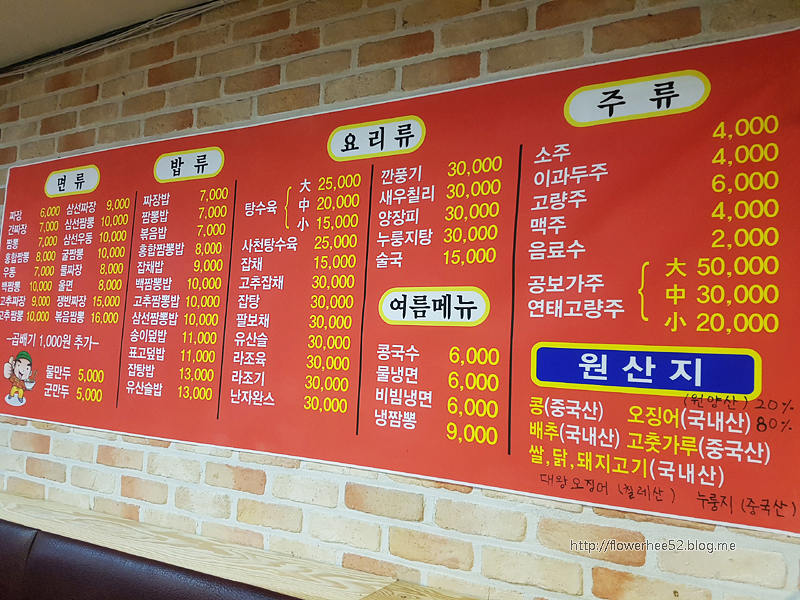 면 류
짜장 6,000 삼선짜장 9,000
간짜장 7,000 삼선짬뽕 10,000
짬뽕 7,000 삼선우동 10,000
홍합짬뽕 8,000 굴짬뽕 10,000
우동 7,000 특짜장 8,000
백짬뽕 10,000 울면 8,000
고추짜장 9,000 쟁반짜장 15,000
고추짬뽕 10,000 볶음짬뽕 16,000
-곱배기 1,000원 추가-
물만두 5,000
군만두 5,000
밥 류
짜장밥 7,000
짬뽕밥 7,000
볶음밥 7,000
홍합짬뽕밥 8,000
잡채밥 9,000
백짬뽕밥 10,000
고추짬뽕밥 10,000
삼선짬뽕밥 10,000
송이덮밥 11,000
표고덮밥 11,000
잡탕밥 13,000
유산슬밥 13,000
요 리 류
탕수육
大 25,000
中 20,000
小 15,000
사천탕수육 25,000
잡채 15,000
고추잡채 30,000
잡탕 30,000
팔보채 30,000
유산슬 30,000
라조육 30,000
라조기 30,000
난자완스 30,000
깐풍기 30,000
새우칠리 30,000
양장피 30,000
누룽지탕 30,000
술국 15,000
여름메뉴
콩국수 6,000
물냉면 6,000
비빔냉면 6,000
냉짬뽕 9,000
주 류
소주 4,000
이과두주 4,000
고량주 6,000
맥주 4,000
음료수 2,000
공보가주
연태고량주
大 50,000
中 30,000
小 20,000
원 산 지
(원양산) 20%
콩(중국산) 오징어(국내산) 80%
배추(국내산) 고춧가루(중국산)
쌀,닭,돼지고기(국내산)
대왕오징어 (칠레산) 누룽지 (중국산)
http://flowerhee52.blog.me